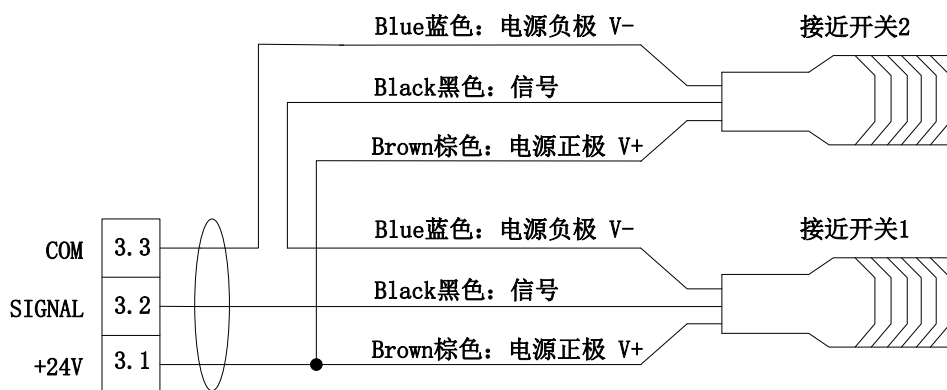 Blue蓝色：电源负极 V-
接近开关2
Black黑色：信号
Brown棕色：电源正极 V+
Blue蓝色：电源负极 V-
接近开关1
COM 3.3
Black黑色：信号
SIGNAL 3.2
Brown棕色：电源正极 V+
+24V 3.1